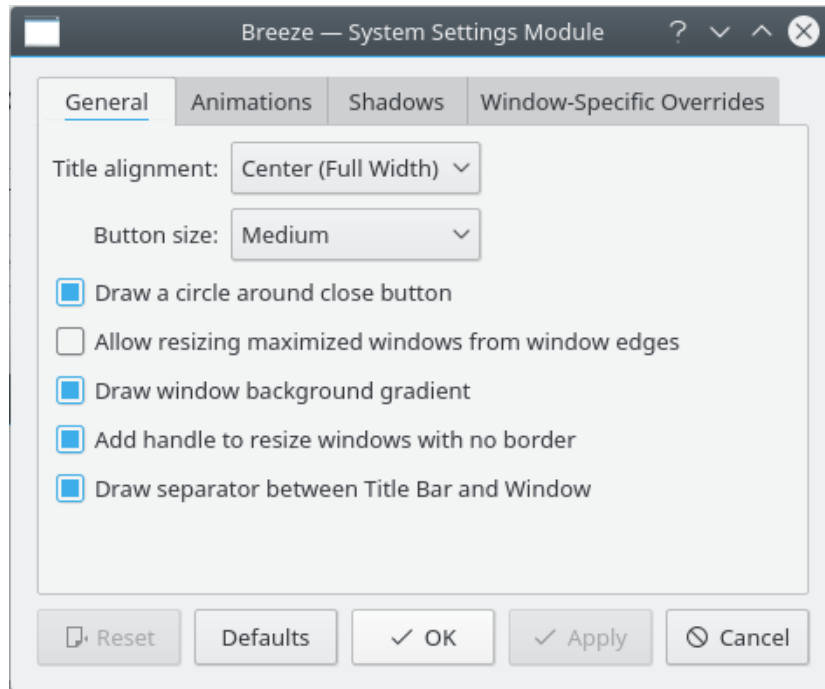 Breeze — System Settings Module
General Animations Shadows Window-Specific Overrides
Title alignment: Center (Full Width)
Button size: Medium
Draw a circle around close button
Allow resizing maximized windows from window edges
Draw window background gradient
Add handle to resize windows with no border
Draw separator between Title Bar and Window
Reset Defaults OK Apply Cancel